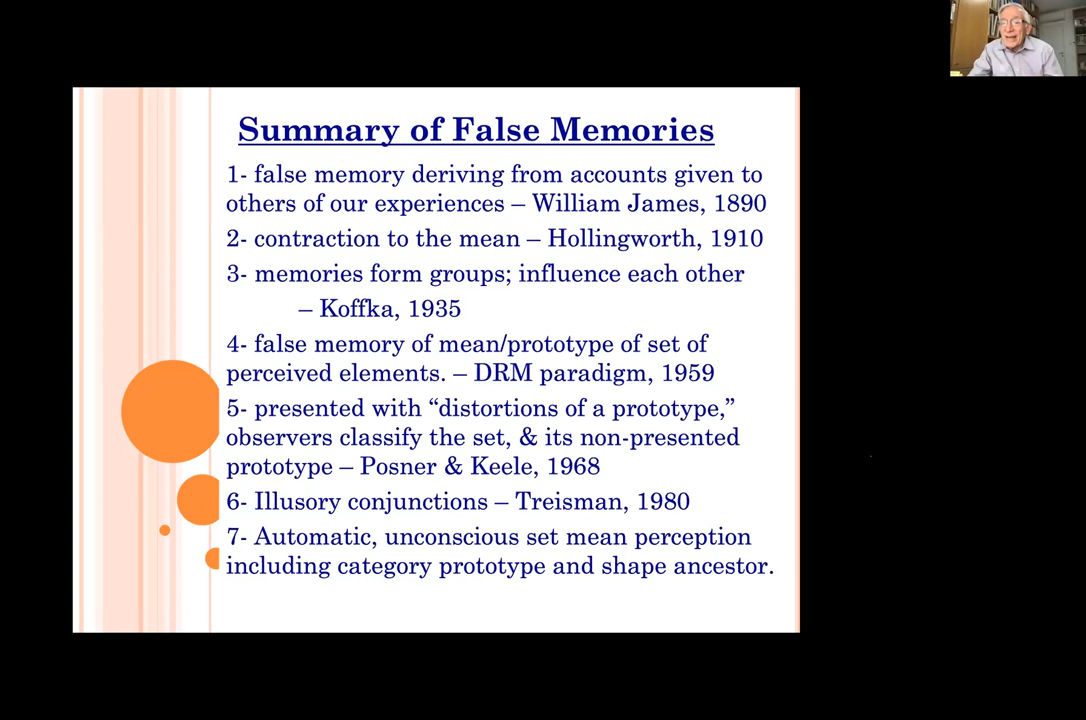 Summary of False Memories
1- false memory deriving from accounts given to
others of our experiences – William James, 1890
2- contraction to the mean – Hollingworth, 1910
3- memories form groups; influence each other
– Koffka, 1935
4- false memory of mean/prototype of set of
perceived elements. – DRM paradigm, 1959
5- presented with “distortions of a prototype,”
observers classify the set, & its non-presented
prototype – Posner & Keele, 1968
6- Illusory conjunctions – Treisman, 1980
7- Automatic, unconscious set mean perception
including category prototype and shape ancestor.